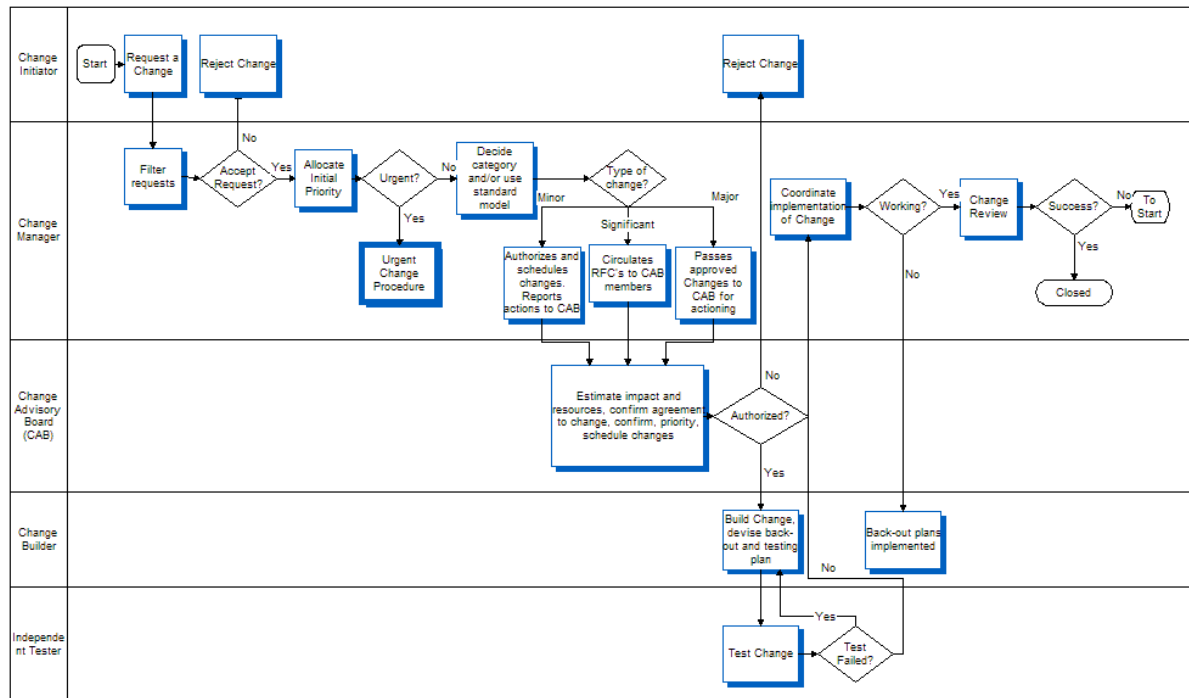 Change
Initiator
Start
Request a
Change
Reject Change
Reject Change
No
No
Change
Manager
Filter
requests
Accept
Request?
Yes
Allocate
Initial
Priority
Urgent?
No
Yes
Urgent
Change
Procedure
Decide
category
and/or use
standard
model
Type of
change?
Minor
Significant
Major
Authorizes and
schedules
changes.
Reports
actions to CAB
Circulates
RFC's to CAB
members
Passes
approved
Changes to
CAB for
actioning
Coordinate
implementation
of Change
Working?
Yes
No
Change
Review
Success?
No
To
Start
Yes
Closed
Change
Advisory
Board
(CAB)
Estimate impact and
resources, confirm agreement
to change, confirm, priority,
schedule changes
Authorized?
Yes
Change
Builder
Build Change,
devise back-
out and testing
plan
Back-out plans
implemented
No
Yes
Independe
nt Tester
Test Change
Test
Failed?